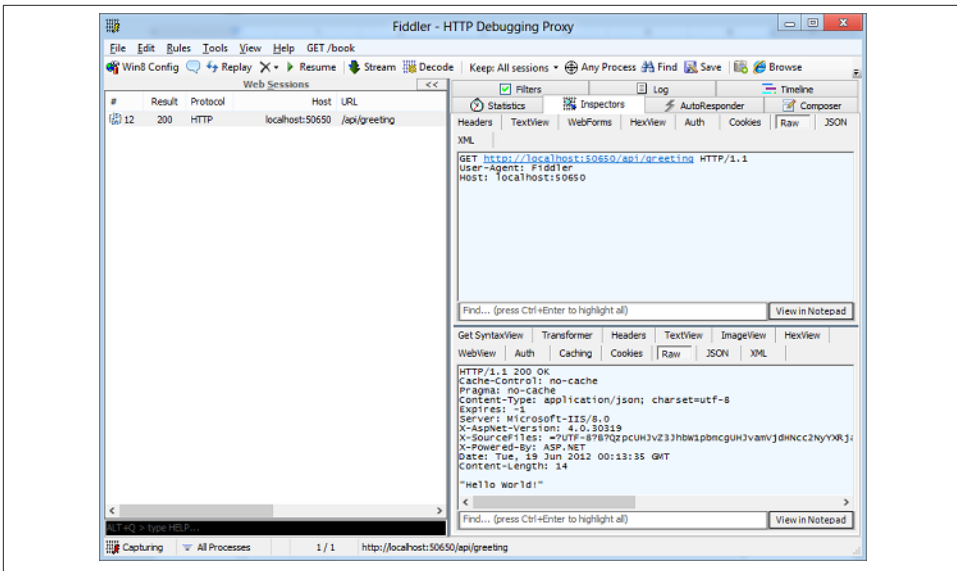 Fiddler - HTTP Debugging Proxy
File Edit Rules Tools View Help GET /book
Win8 Config Replay Resume Stream Decode Keep: All sessions Any Process Find Save Browse
Web Sessions <<
# Result Protocol Host URL
12 200 HTTP localhost:50650 /api/greeting
ALT+Q > type HELP...
Filters Log Timeline
Statistics Inspectors AutoResponder Composer
Headers TextView WebForms HexView Auth Cookies Raw JSON
XML
GET http://localhost:50650/api/greeting HTTP/1.1
User-Agent: Fiddler
Host: localhost:50650
Find... (press Ctrl+Enter to highlight all) View in Notepad
Get SyntaxView Transformer Headers TextView ImageView HexView
WebView Auth Caching Cookies Raw JSON XML
HTTP/1.1 200 OK
Cache-Control: no-cache
Pragma: no-cache
Content-Type: application/json; charset=utf-8
Expires: -1
Server: Microsoft-IIS/8.0
X-AspNet-Version: 4.0.30319
X-SourceFiles:
X-Powered-By: ASP.NET
Date: Tue, 19 Jun 2012 00:13:35 GMT
Content-Length: 14
"Hello World!"
Find... (press Ctrl+Enter to highlight all) View in Notepad
Capturing All Processes 1 / 1 http://localhost:50650/api/greeting